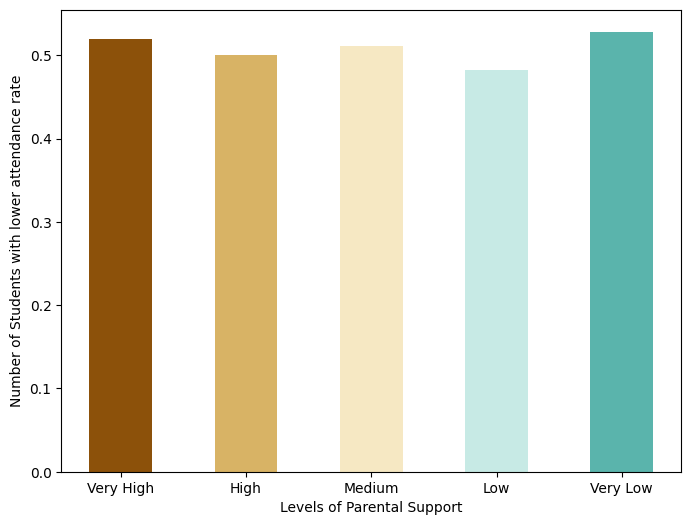 Number of Students with lower attendance rate
0.5
0.4
0.3
0.2
0.1
0.0
Very High High Medium Low Very Low
Levels of Parental Support